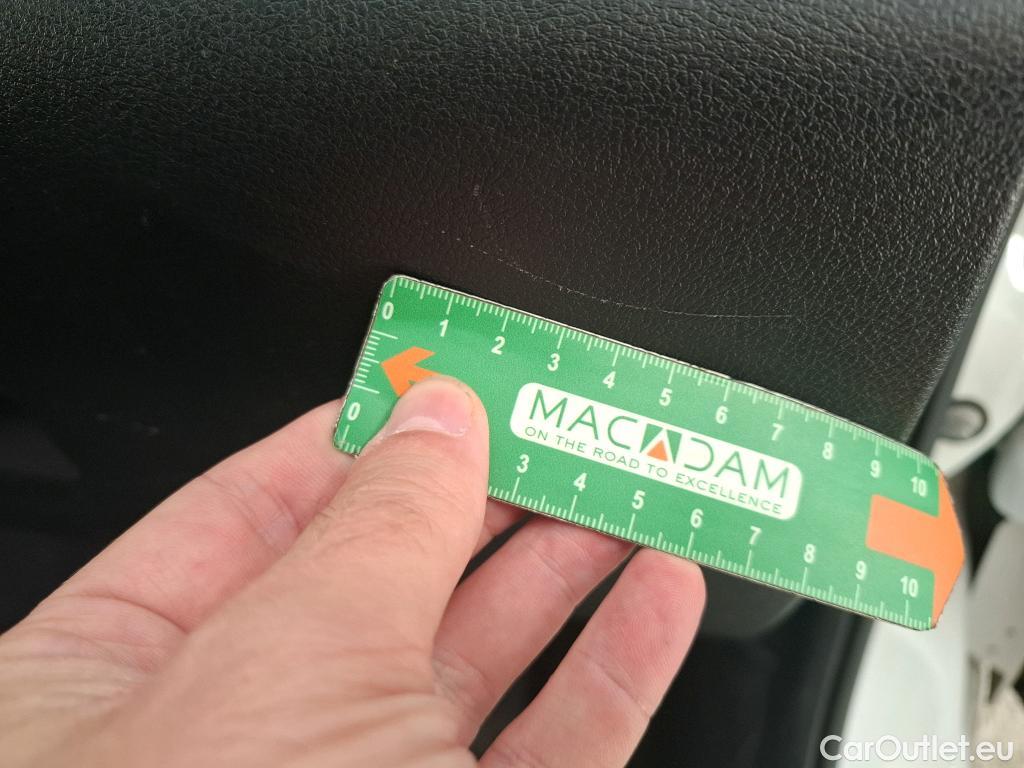 0 1 2 3 4 5 6 7 8 9 10
MACADAM
ON THE ROAD TO EXCELLENCE
0 3 4 5 6 7 8 9 10
CarOutlet.eu